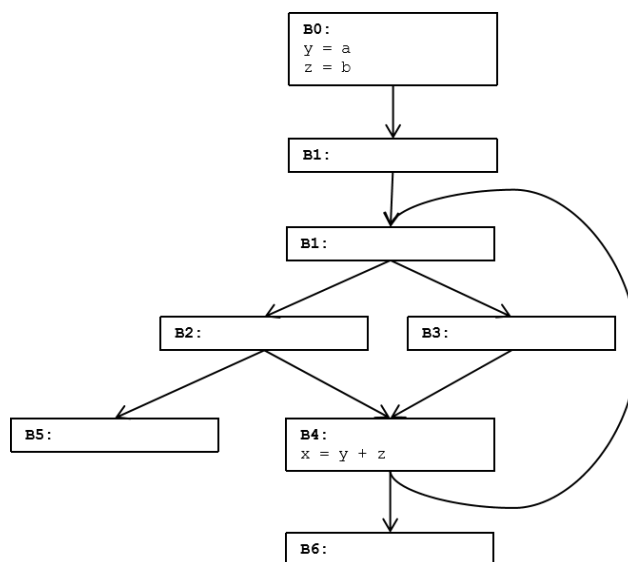 B0:
y = a
z = b
B1:
B1:
B2:
B3:
B5:
B4:
x = y + z
B6: